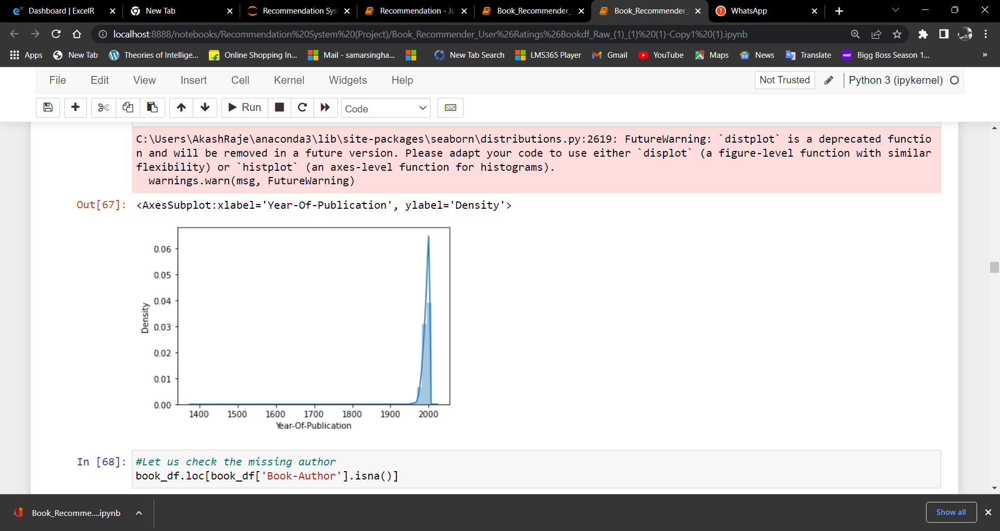 Dashboard | ExcelR
New Tab
Recommendation Sys
Recommendation - Ju
Book_Recommender_
Book_Recommender_
WhatsApp
localhost:8888/notebooks/Recommendation%20System%20(Project)/Book_Recommender_User%26Ratings%26Bookdf_Raw_(1)_(1)%20(1)-Copy1%20(1).ipynb
Apps
New Tab
Theories of Intellige...
Online Shopping In...
Mail - samarsingha...
New Tab Search
LMS365 Player
Gmail
YouTube
Maps
News
Translate
voot
Bigg Boss Season 1...
»
File
Edit
View
Insert
Cell
Kernel
Widgets
Help
Not Trusted
Python 3 (ipykernel)
Run
Code
C:\Users\AkashRaje\anaconda3\lib\site-packages\seaborn\distributions.py:2619: FutureWarning: `distplot` is a deprecated functio
n and will be removed in a future version. Please adapt your code to use either `displot` (a figure-level function with similar
flexibility) or `histplot` (an axes-level function for histograms).
warnings.warn(msg, FutureWarning)
Out[67]: <AxesSubplot:xlabel='Year-Of-Publication', ylabel='Density'>
0.06
0.05
0.04
0.03
0.02
0.01
0.00
Density
1400 1500 1600 1700 1800 1900 2000
Year-Of-Publication
In [68]: #Let us check the missing author
book_df.loc[book_df['Book-Author'].isna()]
Book_Recomme....ipynb
Show all